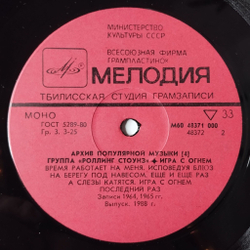 МИНИСТЕРСТВО
КУЛЬТУРЫ СССР
ВСЕСОЮЗНАЯ ФИРМА
ГРАМПЛАСТИНОК
МЕЛОДИЯ
ТБИЛИССКАЯ СТУДИЯ ГРАМЗАПИСИ
МОНО
33
ГОСТ 5289-80
Гр. 3. 3-25
М60 48371 000
48372
2
АРХИВ ПОПУЛЯРНОЙ МУЗЫКИ (4)
ГРУППА «РОЛЛИНГ СТОУНЗ» ✦ ИГРА С ОГНЕМ
ВРЕМЯ РАБОТАЕТ НА МЕНЯ, ИСПОВЕДУЮ БЛЮЗ
НА БЕРЕГУ ПОД НАВЕСОМ, ЕЩЕ И ЕЩЕ РАЗ
А СЛЕЗЫ КАТЯТСЯ, ИГРА С ОГНЕМ
ПОСЛЕДНИЙ РАЗ
Записи 1964, 1965 гг.
Выпуск. 1988 г.